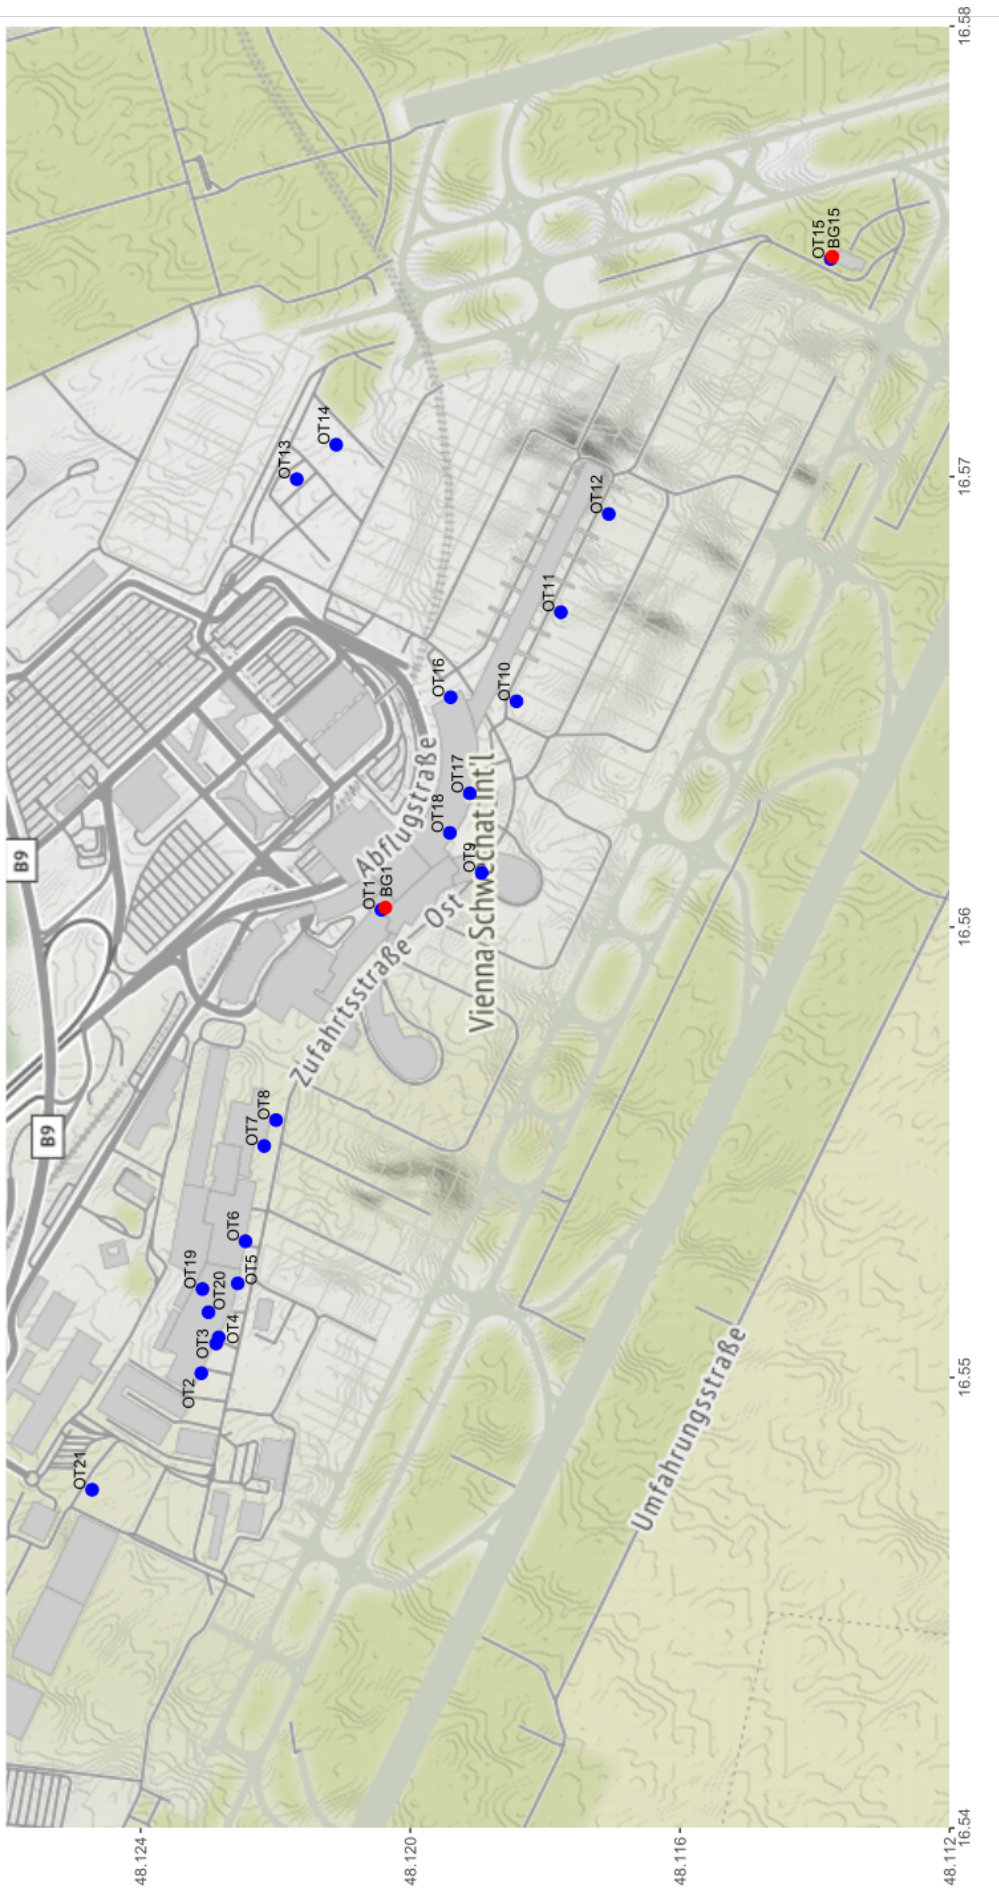 B9
B9
Abflugstraße
Zufahrtsstraße Ost
Vienna Schwechat Int'l
Umfahrungsstraße
OT21
OT2
OT3
OT4
OT20
OT19
OT5
OT6
OT7
OT8
OT1
BG1
OT9
OT18
OT17
OT16
OT10
OT11
OT12
OT13
OT14
OT15
BG15
48.124
48.120
48.116
48.112
16.54
16.55
16.56
16.57
16.58